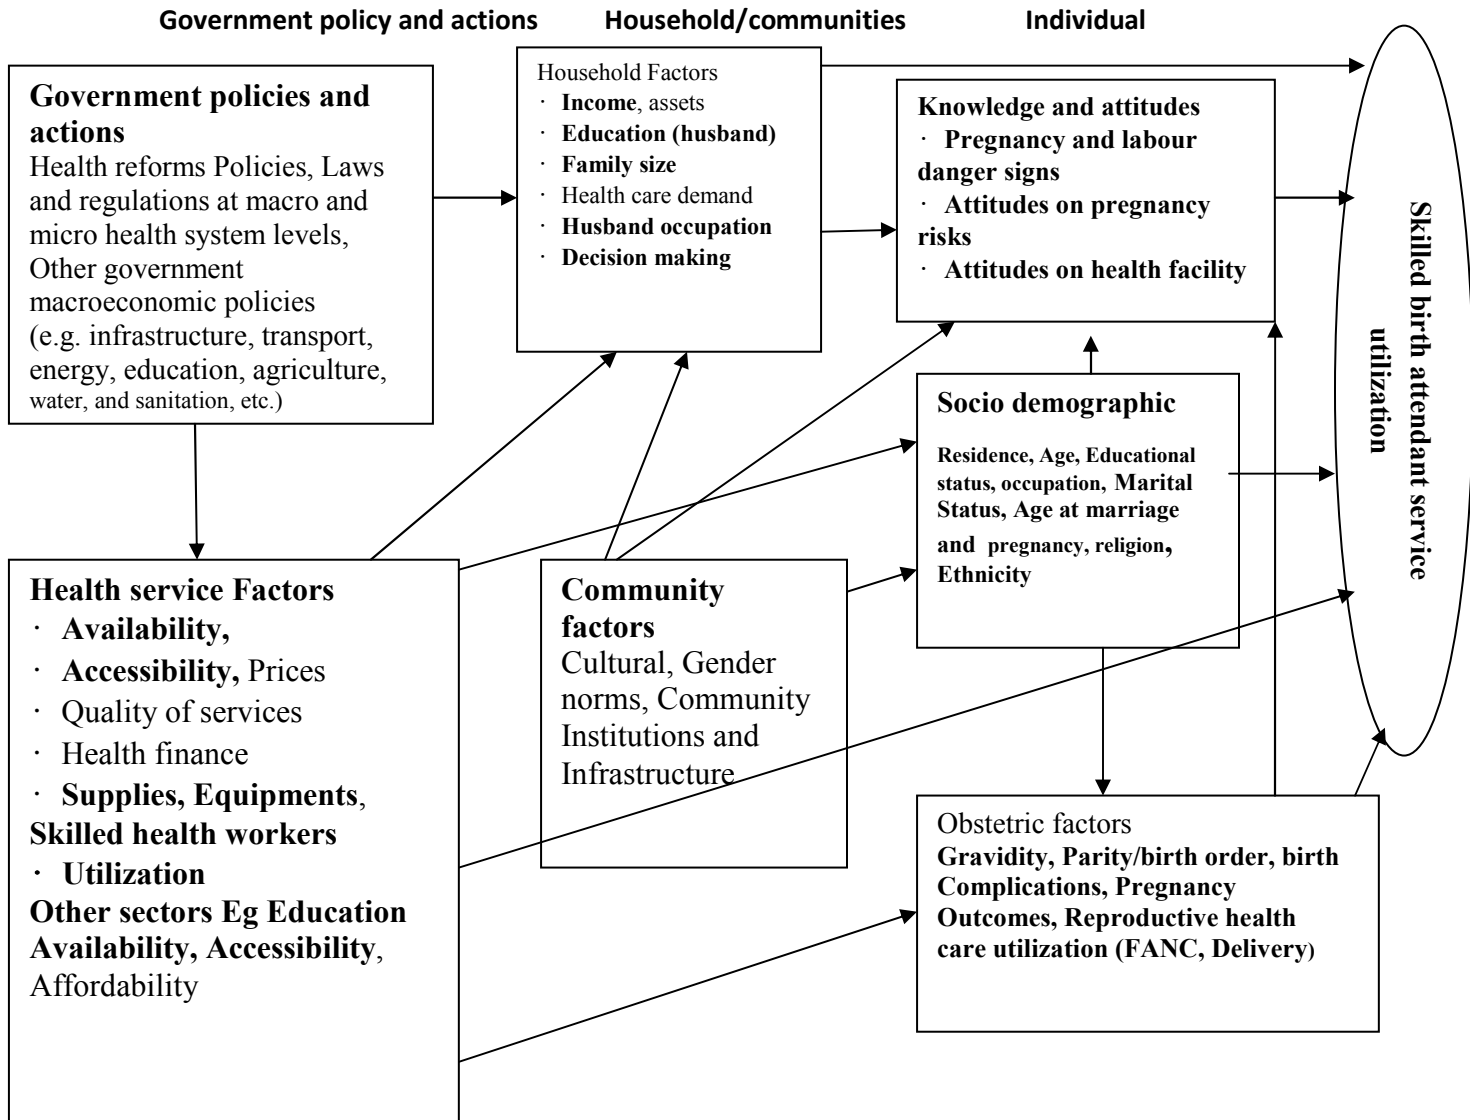 Government policy and actions
Household/communities
Individual
Government policies and
actions
Health reforms Policies, Laws
and regulations at macro and
micro health system levels,
Other government
macroeconomic policies
(e.g. infrastructure, transport,
energy, education, agriculture,
water, and sanitation, etc.)
Household Factors
· Income, assets
· Education (husband)
· Family size
· Health care demand
· Husband occupation
· Decision making
Knowledge and attitudes
· Pregnancy and labour
danger signs
· Attitudes on pregnancy
risks
· Attitudes on health facility
Socio demographic
Residence, Age, Educational
status, occupation, Marital
Status, Age at marriage
and pregnancy, religion,
Ethnicity
Skilled birth attendant service
utilization
Health service Factors
· Availability,
· Accessibility, Prices
· Quality of services
· Health finance
· Supplies, Equipments,
Skilled health workers
· Utilization
Other sectors Eg Education
Availability, Accessibility,
Affordability
Community
factors
Cultural, Gender
norms, Community
Institutions and
Infrastructure
Obstetric factors
Gravidity, Parity/birth order, birth
Complications, Pregnancy
Outcomes, Reproductive health
care utilization (FANC, Delivery)